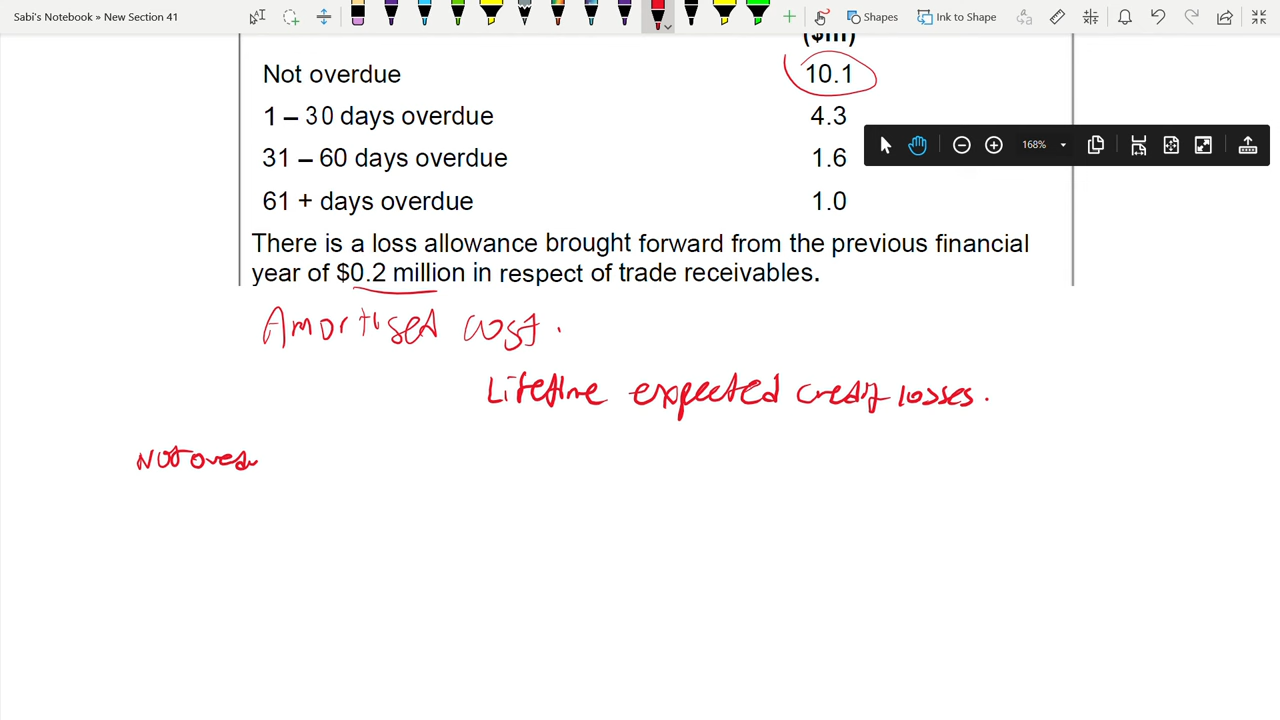 Sabi's Notebook » New Section 41
Shapes
Ink to Shape
($m)
Not overdue 10.1
1 – 30 days overdue 4.3
168%
31 – 60 days overdue 1.6
61 + days overdue 1.0
There is a loss allowance brought forward from the previous financial
year of $0.2 million in respect of trade receivables.
Amortised cost.
Lifetime expected credit losses.
Not overdu